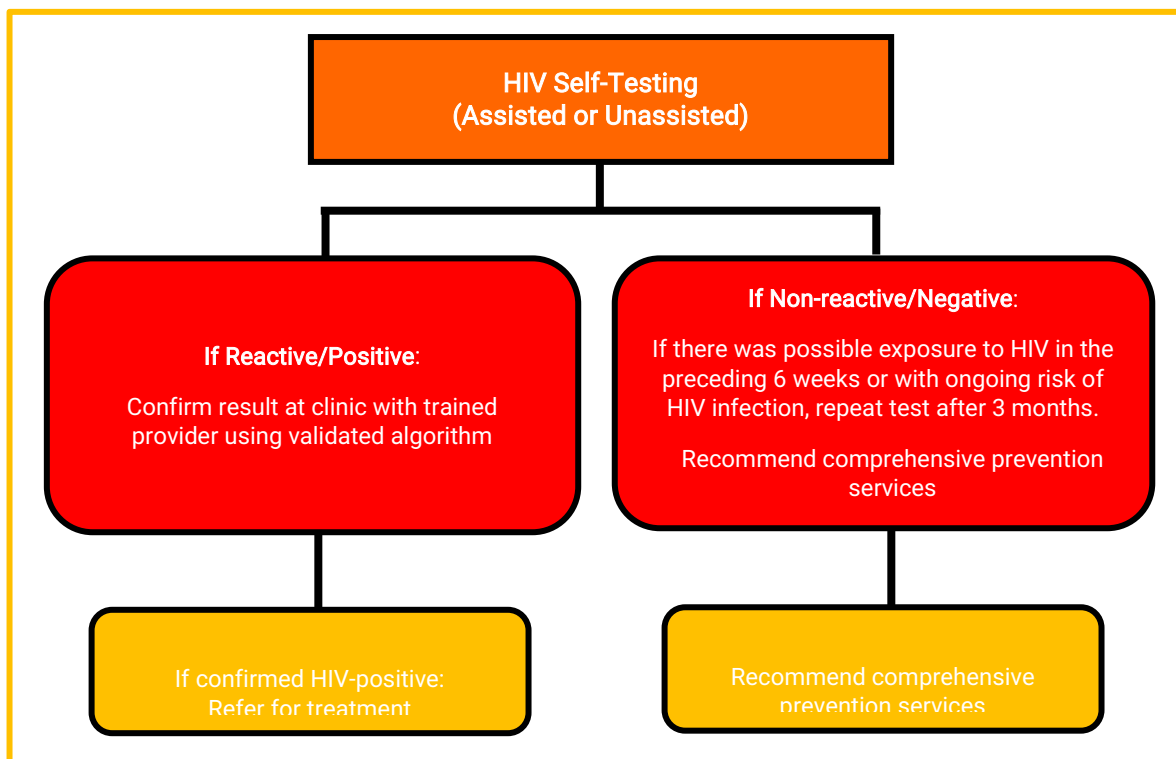 HIV Self-Testing
(Assisted or Unassisted)
If Reactive/Positive:
Confirm result at clinic with trained
provider using validated algorithm
If Non-reactive/Negative:
If there was possible exposure to HIV in the
preceding 6 weeks or with ongoing risk of
HIV infection, repeat test after 3 months.
Recommend comprehensive prevention
services
If confirmed HIV-positive:
Refer for treatment
Recommend comprehensive
prevention services